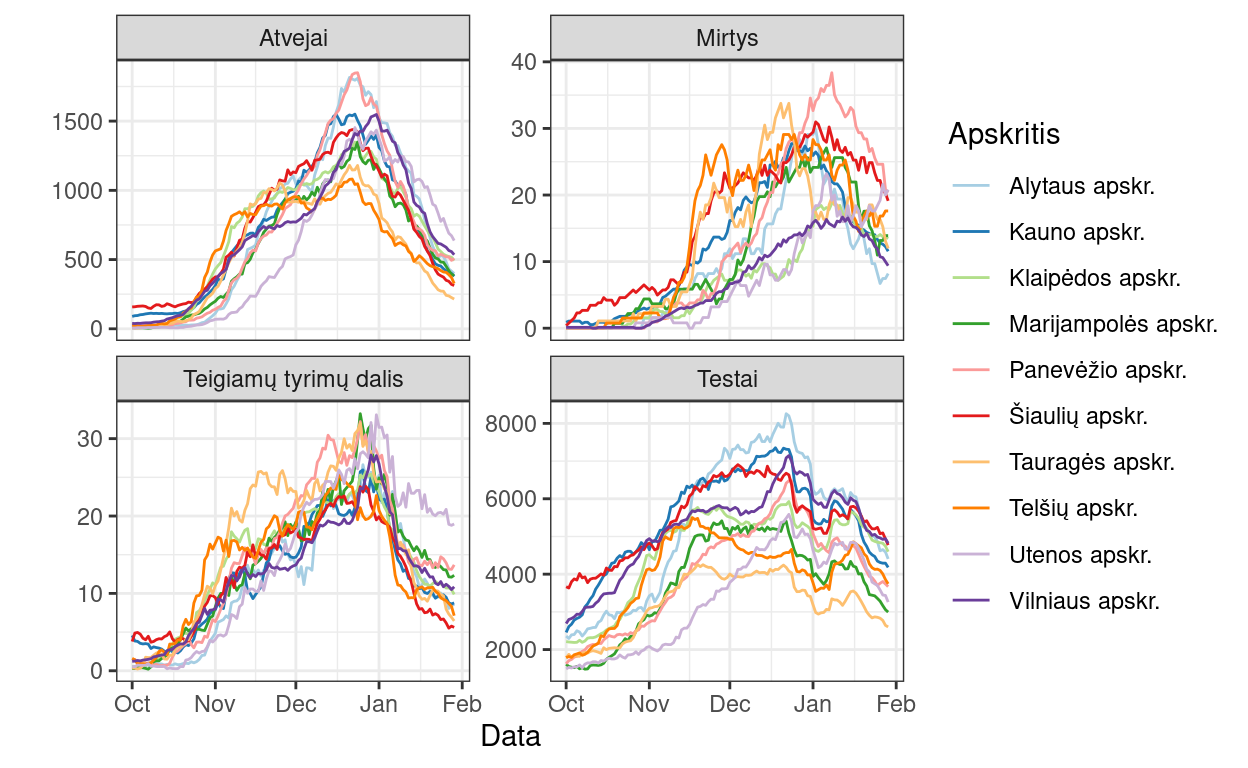 Atvejai
Mirtys
0
500
1000
1500
0
10
20
30
40
Teigiamų tyrimų dalis
Testai
0
10
20
30
2000
4000
6000
8000
Oct Nov Dec Jan Feb
Oct Nov Dec Jan Feb
Data
Apskritis
Alytaus apskr.
Kauno apskr.
Klaipėdos apskr.
Marijampolės apskr.
Panevėžio apskr.
Šiaulių apskr.
Tauragės apskr.
Telšių apskr.
Utenos apskr.
Vilniaus apskr.